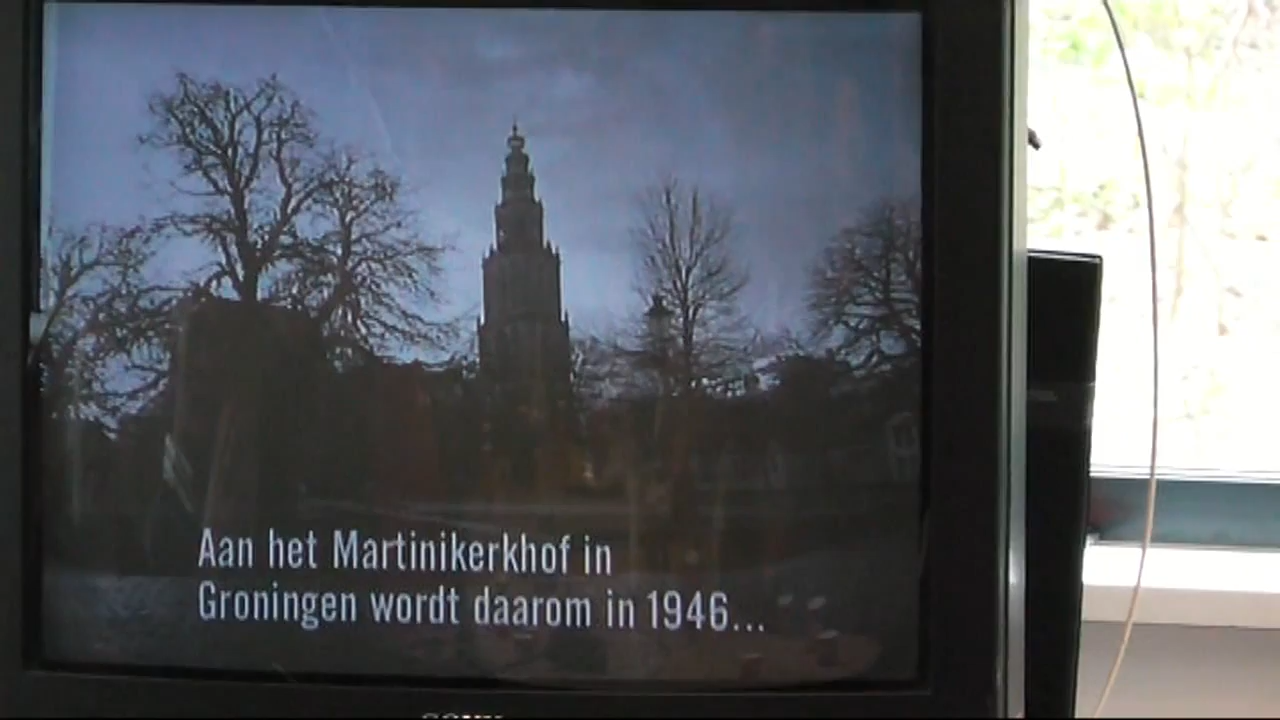 Aan het Martinikerkhof in
Groningen wordt daarom in 1946...